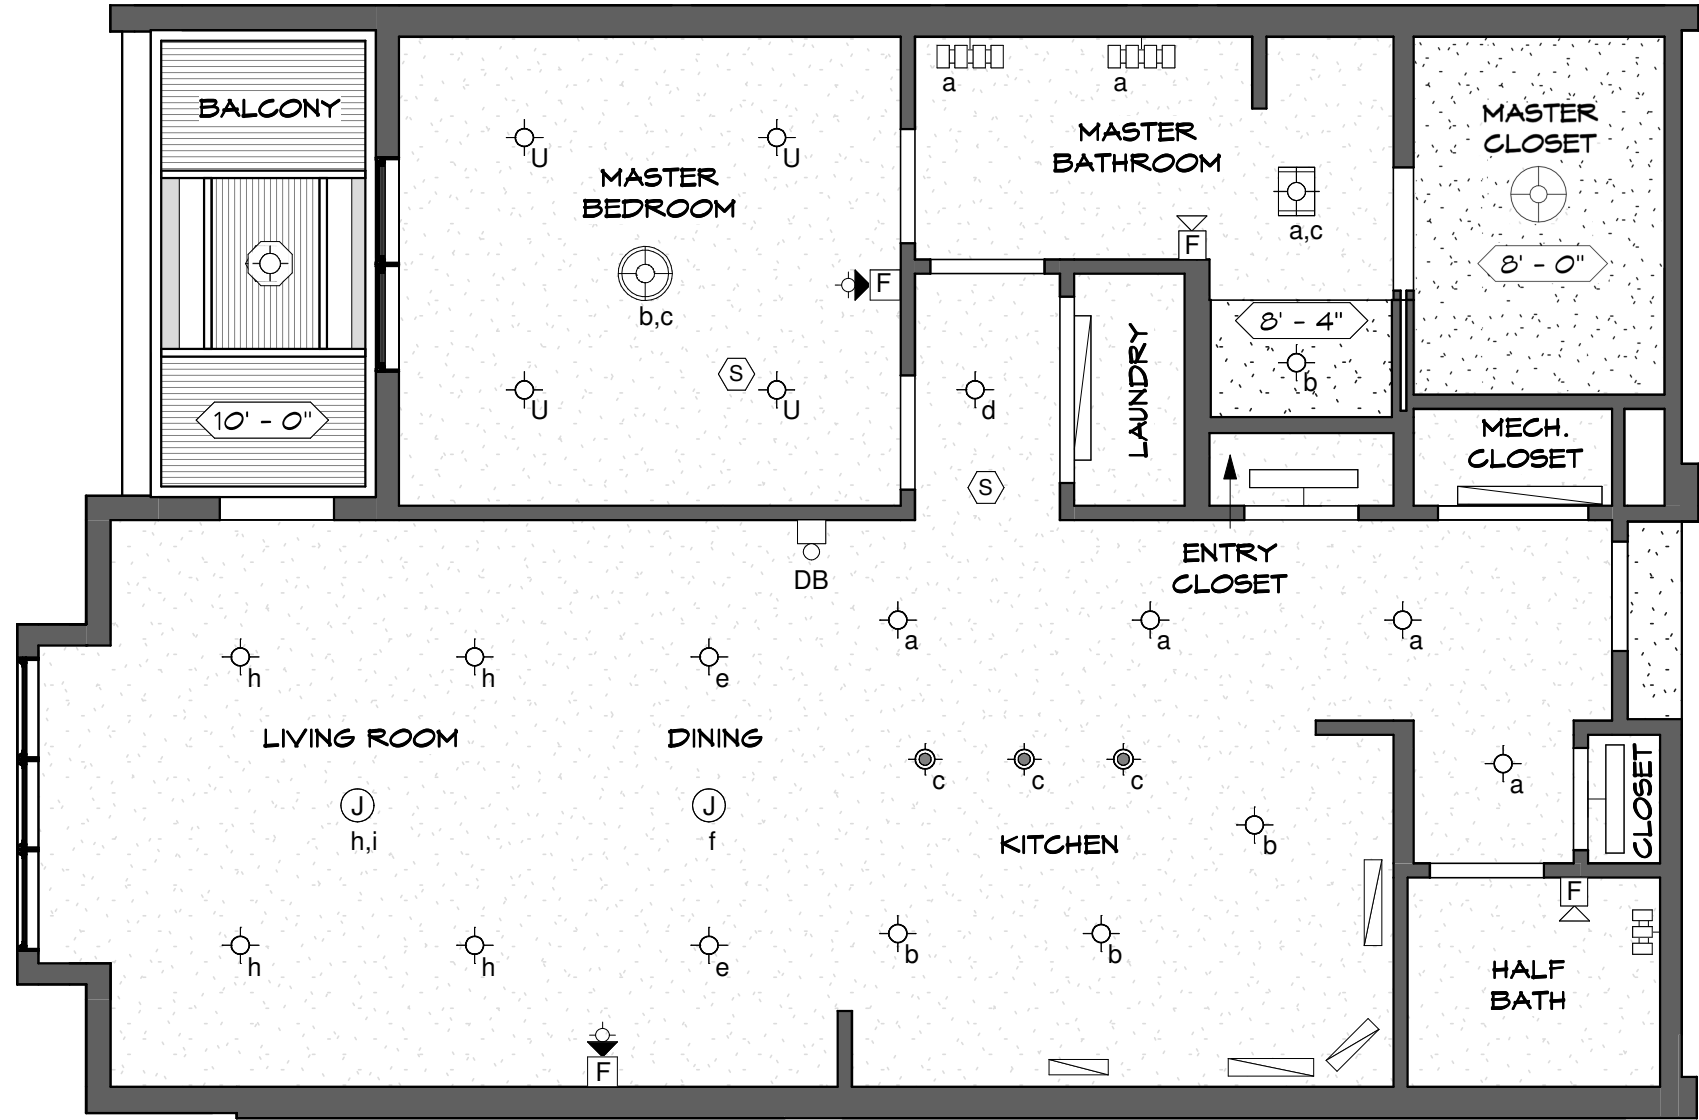 a
a
BALCONY
MASTER
CLOSET
MASTER
BATHROOM
U
U
MASTER
BEDROOM
a,c
F
8' - 0"
F
b,c
8' - 4"
S
b
U
U
d
LAUNDRY
10' - 0"
MECH.
CLOSET
S
ENTRY
CLOSET
DB
a
a
a
h
h
e
LIVING ROOM
DINING
c
c
c
a
CLOSET
J
h,i
J
f
KITCHEN
b
F
b
b
h
h
e
HALF
BATH
F